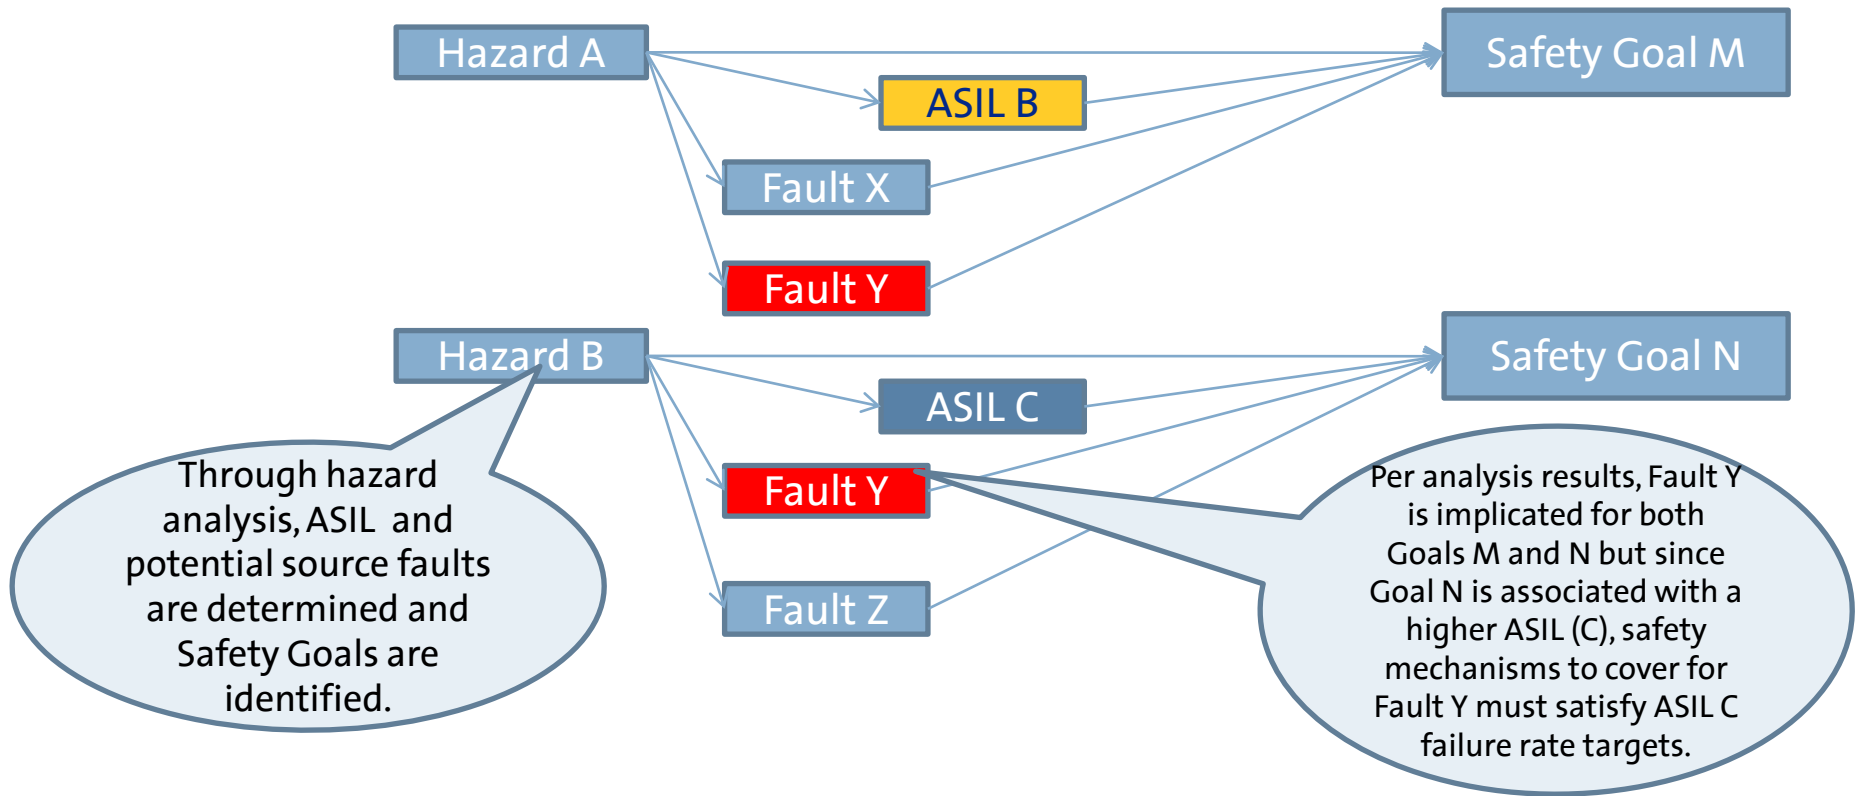 Hazard A
Safety Goal M
ASIL B
Fault X
Fault Y
Hazard B
Safety Goal N
ASIL C
Fault Y
Fault Z
Through hazard
analysis, ASIL and
potential source faults
are determined and
Safety Goals are
identified.
Per analysis results, Fault Y
is implicated for both
Goals M and N but since
Goal N is associated with a
higher ASIL (C), safety
mechanisms to cover for
Fault Y must satisfy ASIL C
failure rate targets.